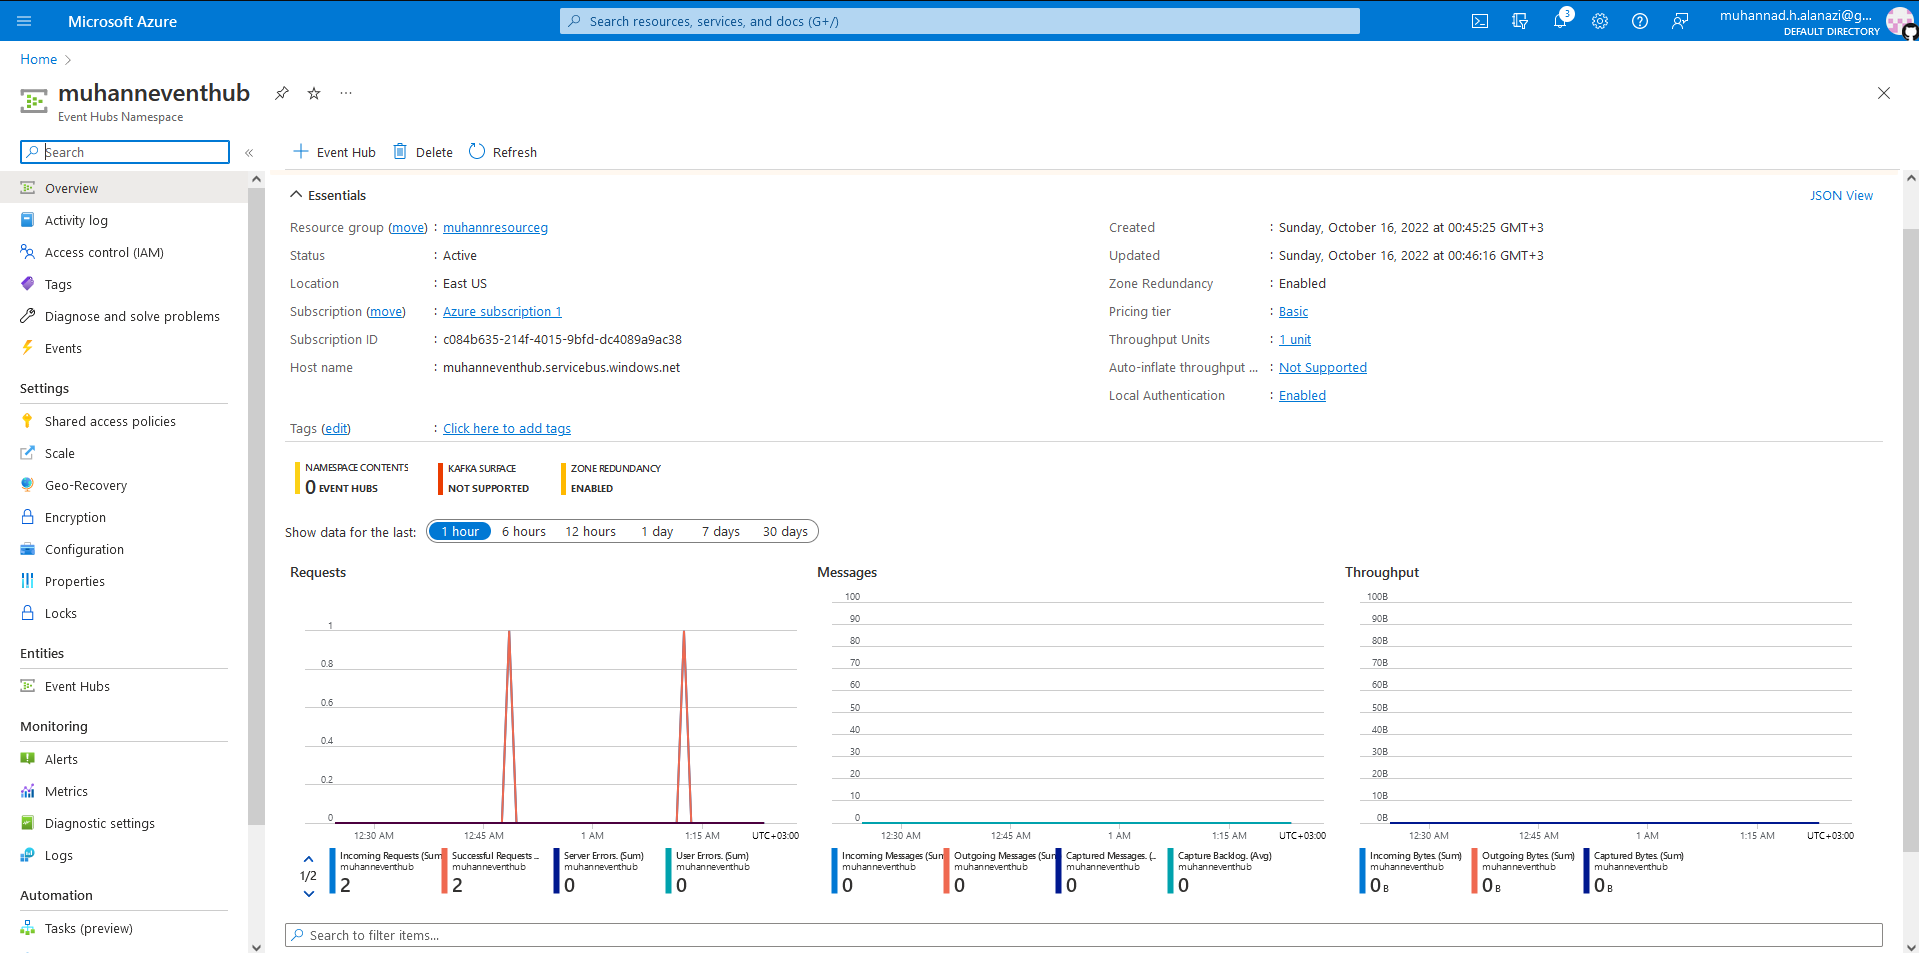 Microsoft Azure
Search resources, services, and docs (G+/)
3
muhannad.h.alanazi@g...
DEFAULT DIRECTORY
Home
muhanneventhub
Event Hubs Namespace
Search
Event Hub
Delete
Refresh
Overview
Activity log
Access control (IAM)
Tags
Diagnose and solve problems
Events
Settings
Shared access policies
Scale
Geo-Recovery
Encryption
Configuration
Properties
Locks
Entities
Event Hubs
Monitoring
Alerts
Metrics
Diagnostic settings
Logs
Automation
Tasks (preview)
Essentials
JSON View
Resource group (move) : muhannresourceg
Status : Active
Location : East US
Subscription (move) : Azure subscription 1
Subscription ID : c084b635-214f-4015-9bfd-dc4089a9ac38
Host name : muhanneventhub.servicebus.windows.net
Created : Sunday, October 16, 2022 at 00:45:25 GMT+3
Updated : Sunday, October 16, 2022 at 00:46:16 GMT+3
Zone Redundancy : Enabled
Pricing tier : Basic
Throughput Units : 1 unit
Auto-inflate throughput ... : Not Supported
Local Authentication : Enabled
Tags (edit) : Click here to add tags
NAMESPACE CONTENTS
0 EVENT HUBS
KAFKA SURFACE
NOT SUPPORTED
ZONE REDUNDANCY
ENABLED
Show data for the last: 1 hour 6 hours 12 hours 1 day 7 days 30 days
Requests
1
0.8
0.6
0.4
0.2
0
12:30 AM 12:45 AM 1 AM 1:15 AM UTC+03:00
1/2
Incoming Requests (Sum
muhanneventhub
2
Successful Requests ...
muhanneventhub
2
Server Errors. (Sum)
muhanneventhub
0
User Errors. (Sum)
muhanneventhub
0
Messages
100
90
80
70
60
50
40
30
20
10
0
12:30 AM 12:45 AM 1 AM 1:15 AM UTC+03:00
Incoming Messages (Sum
muhanneventhub
0
Outgoing Messages (Sum
muhanneventhub
0
Captured Messages. (...
muhanneventhub
0
Capture Backlog. (Avg)
muhanneventhub
0
Throughput
100B
90B
80B
70B
60B
50B
40B
30B
20B
10B
0B
12:30 AM 12:45 AM 1 AM 1:15 AM UTC+03:00
Incoming Bytes. (Sum)
muhanneventhub
0 B
Outgoing Bytes. (Sum)
muhanneventhub
0 B
Captured Bytes. (Sum)
muhanneventhub
0 B
Search to filter items...